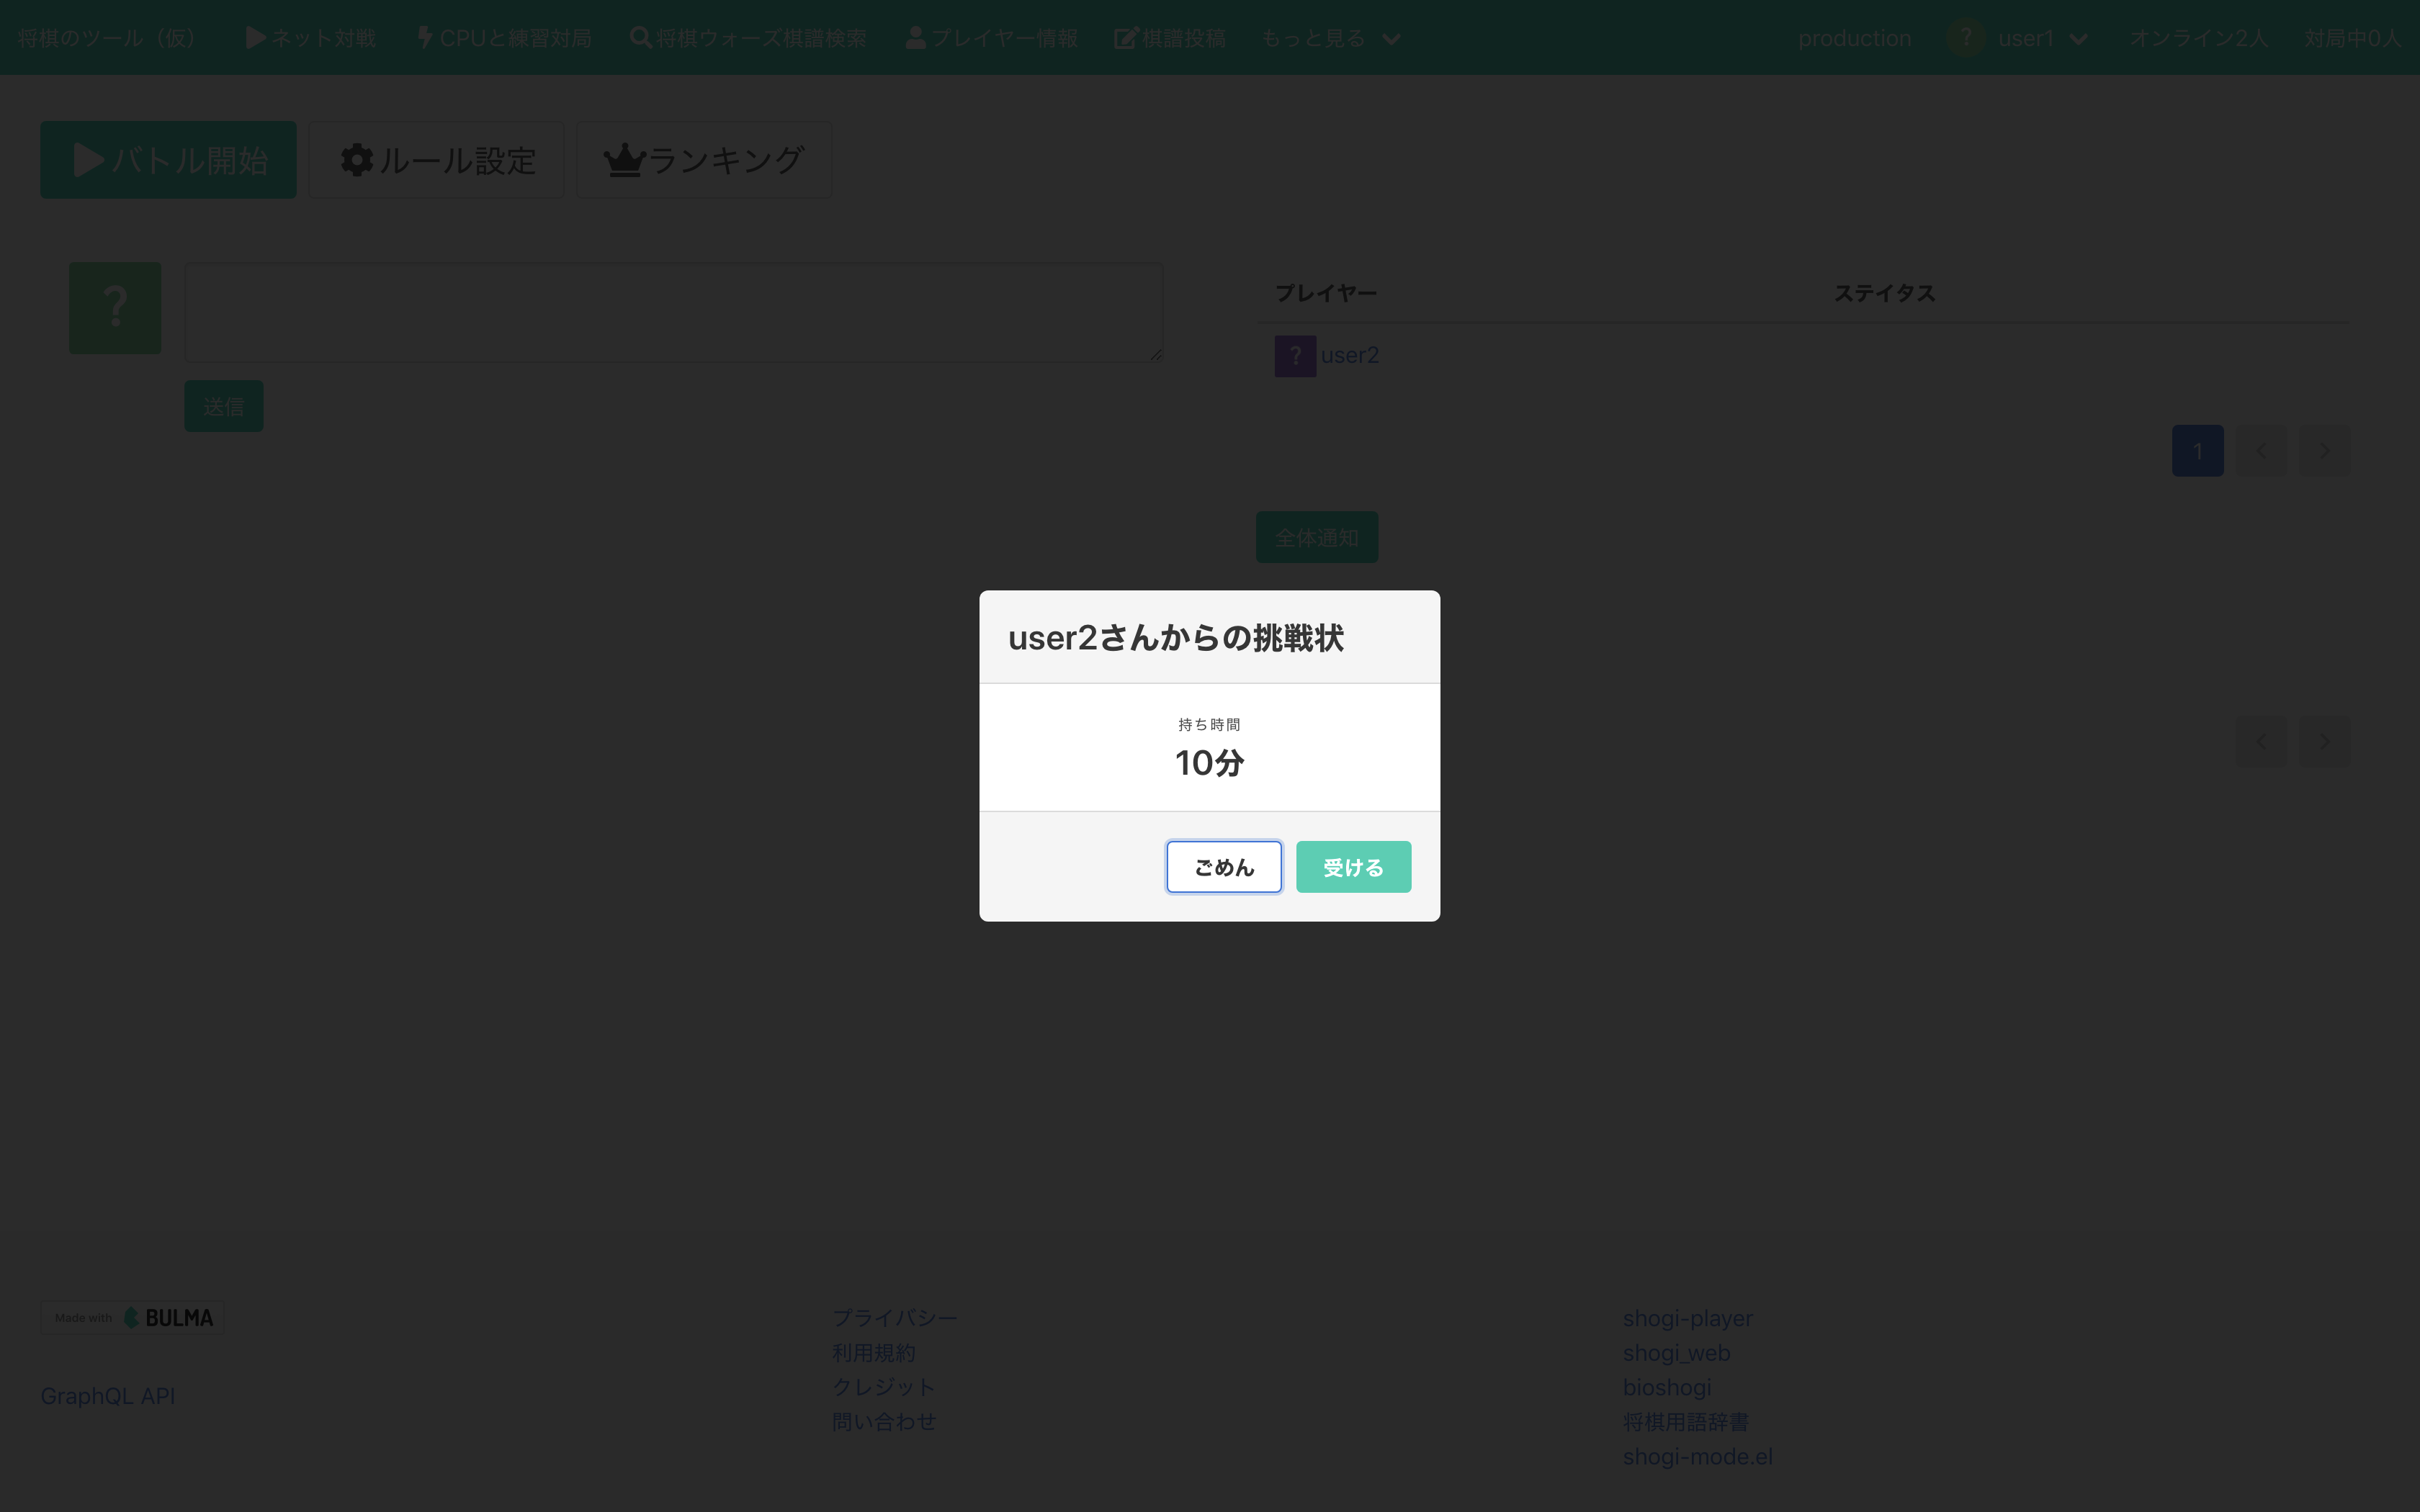 将棋のツール（仮） ネット対戦 CPUと練習対局 将棋ウォーズ棋譜検索 プレイヤー情報 棋譜投稿 もっと見る production ? user1 オンライン2人 対局中0人
バトル開始 ルール設定 ランキング
?
送信
プレイヤー ステイタス
? user2
1
全体通知
user2さんからの挑戦状
持ち時間
10分
ごめん 受ける
Made with BULMA
GraphQL API
プライバシー
利用規約
クレジット
問い合わせ
shogi-player
shogi_web
bioshogi
将棋用語辞書
shogi-mode.el